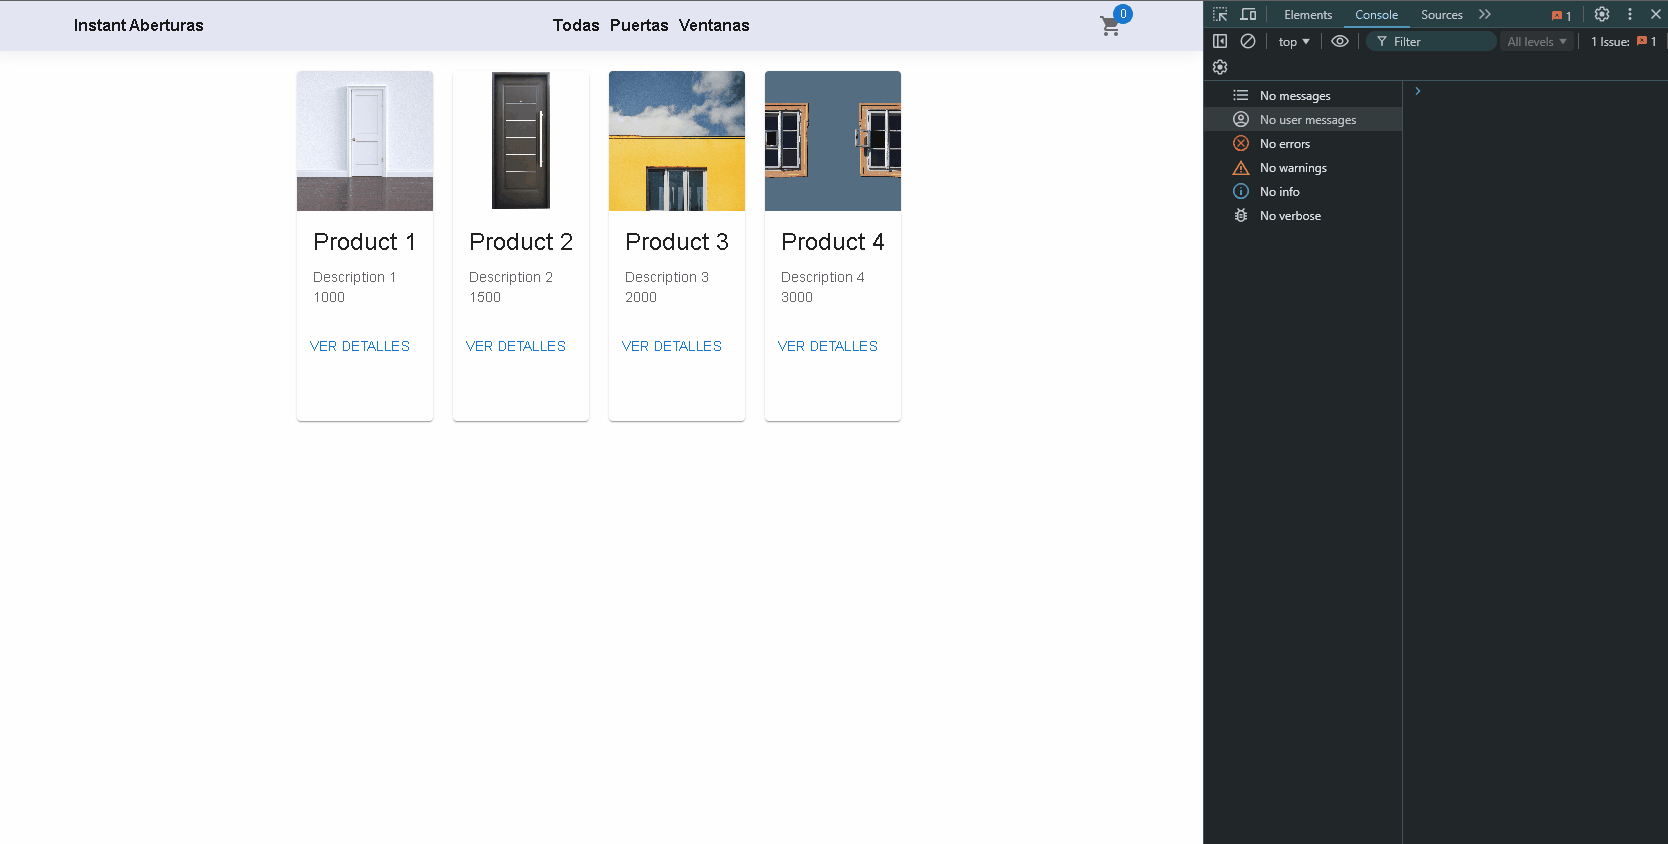 Instant Aberturas
Todas Puertas Ventanas
0
Product 1
Description 1
1000
VER DETALLES
Product 2
Description 2
1500
VER DETALLES
Product 3
Description 3
2000
VER DETALLES
Product 4
Description 4
3000
VER DETALLES
Elements Console Sources 1
top Filter All levels 1 Issue: 1
No messages
No user messages
No errors
No warnings
No info
No verbose